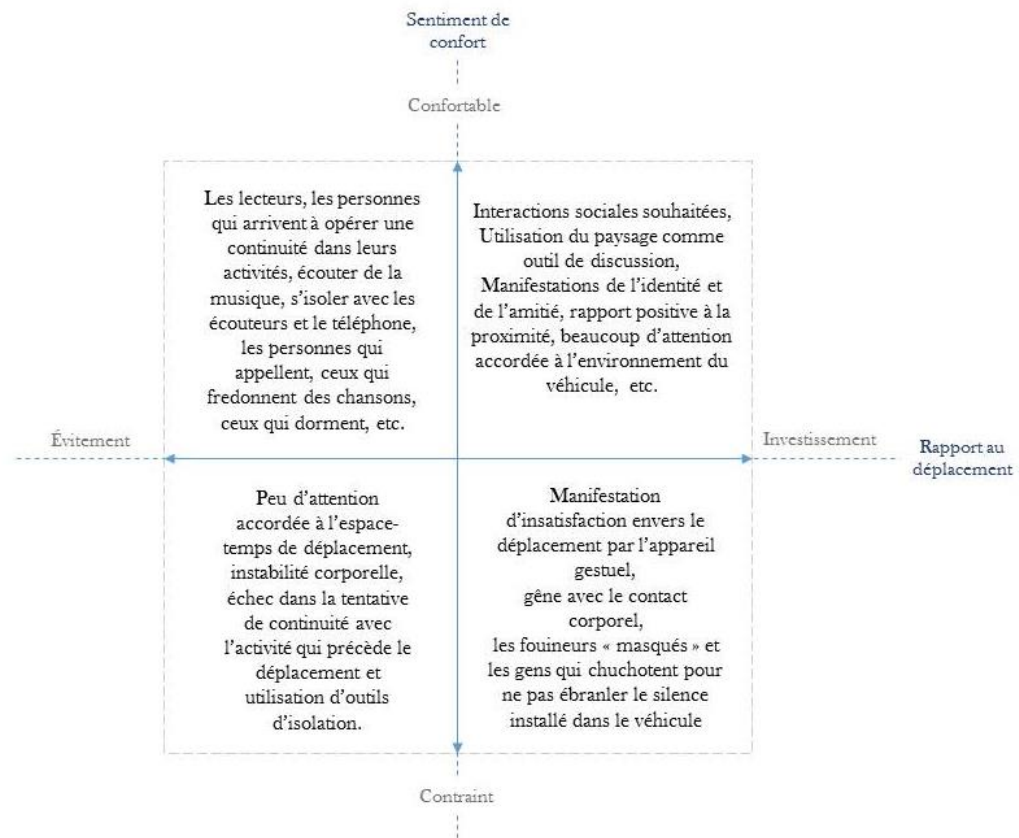 Sentiment de
confort
Confortable
Les lecteurs, les personnes
qui arrivent à opérer une
continuité dans leurs
activités, écouter de la
musique, s'isoler avec les
écouteurs et le téléphone,
les personnes qui
appellent, ceux qui
fredonnent des chansons,
ceux qui dorment, etc.
Interactions sociales souhaitées,
Utilisation du paysage comme
outil de discussion,
Manifestations de l'identité et
de l'amitié, rapport positive à la
proximité, beaucoup d'attention
accordée à l'environnement du
véhicule, etc.
Évitement
Investissement
Rapport au
déplacement
Peu d'attention
accordée à l'espace-
temps de déplacement,
instabilité corporelle,
échec dans la tentative
de continuité avec
l'activité qui précède le
déplacement et
utilisation d'outils
d'isolation.
Manifestation
d'insatisfaction envers le
déplacement par l'appareil
gestuel,
gêne avec le contact
corporel,
les fouineurs « masqués » et
les gens qui chuchotent pour
ne pas ébranler le silence
installé dans le véhicule
Contraint